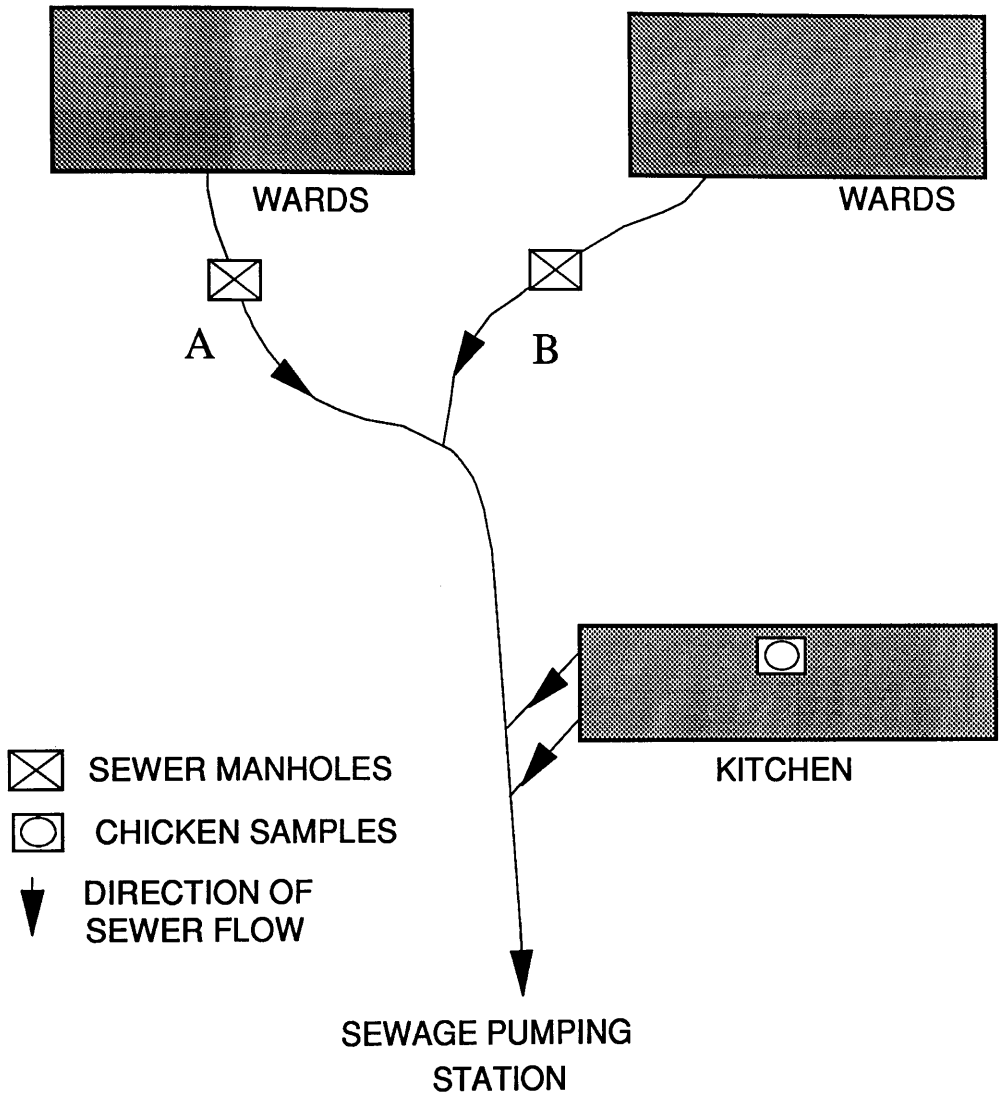 WARDS
WARDS
A
B
KITCHEN
SEWER MANHOLES
CHICKEN SAMPLES
DIRECTION OF
SEWER FLOW
SEWAGE PUMPING
STATION